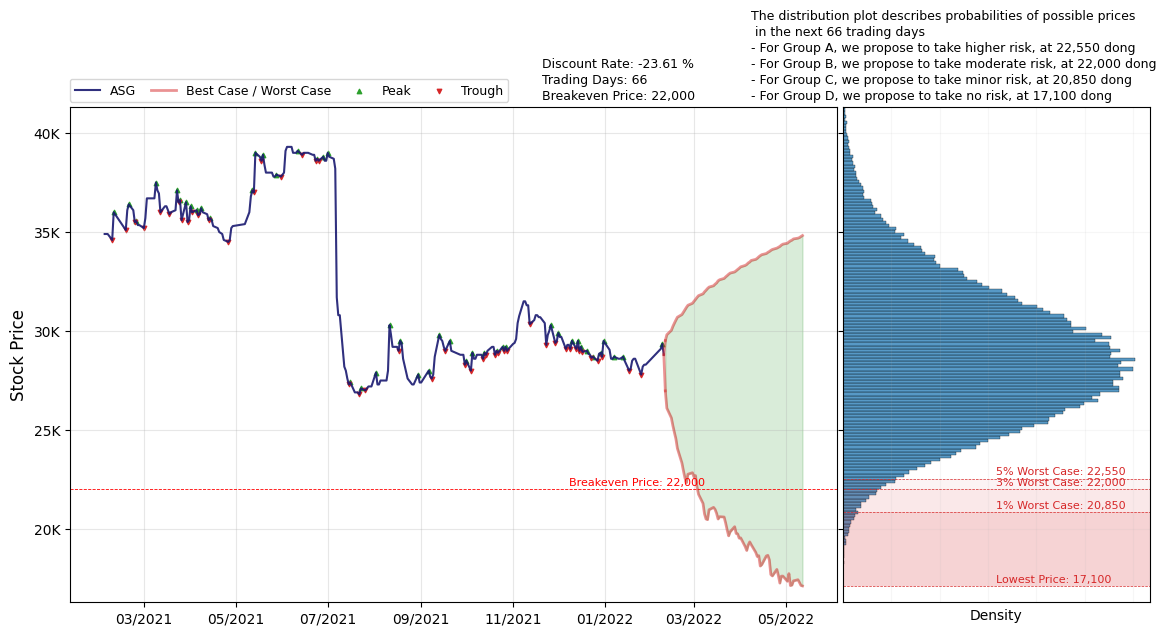 The distribution plot describes probabilities of possible prices
in the next 66 trading days
- For Group A, we propose to take higher risk, at 22,550 dong
- For Group B, we propose to take moderate risk, at 22,000 dong
- For Group C, we propose to take minor risk, at 20,850 dong
- For Group D, we propose to take no risk, at 17,100 dong
Discount Rate: -23.61 %
Trading Days: 66
Breakeven Price: 22,000
ASG
Best Case / Worst Case
Peak
Trough
40K
35K
30K
25K
20K
Stock Price
Breakeven Price: 22,000
5% Worst Case: 22,550
3% Worst Case: 22,000
1% Worst Case: 20,850
Lowest Price: 17,100
03/2021
05/2021
07/2021
09/2021
11/2021
01/2022
03/2022
05/2022
Density